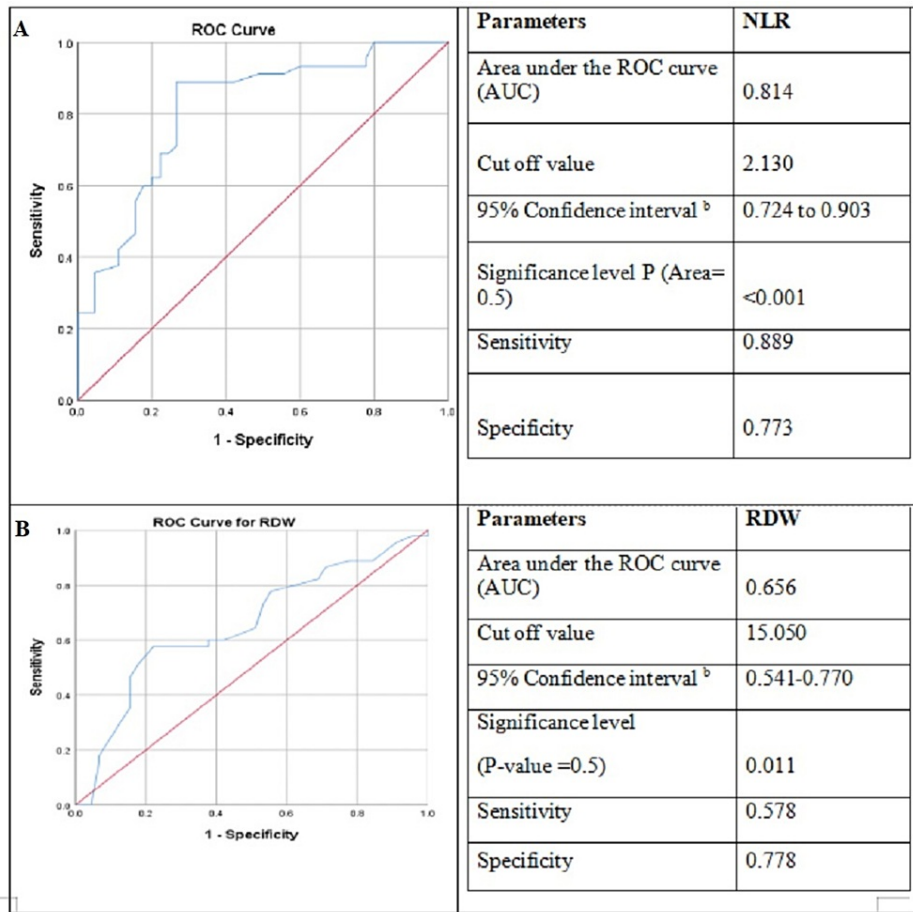 A
ROC Curve
1.0
0.8
0.6
0.4
0.2
0.0
Sensitivity
0.0 0.2 0.4 0.6 0.8 1.0
1 - Specificity
Parameters NLR
Area under the ROC curve
(AUC) 0.814
Cut off value 2.130
95% Confidence interval b 0.724 to 0.903
Significance level P (Area=
0.5) <0.001
Sensitivity 0.889
Specificity 0.773
B
ROC Curve for RDW
1.0
0.8
0.6
0.4
0.2
0.0
Sensitivity
0.0 0.2 0.4 0.6 0.8 1.0
1 - Specificity
Parameters RDW
Area under the ROC curve
(AUC) 0.656
Cut off value 15.050
95% Confidence interval b 0.541-0.770
Significance level
(P-value =0.5) 0.011
Sensitivity 0.578
Specificity 0.778